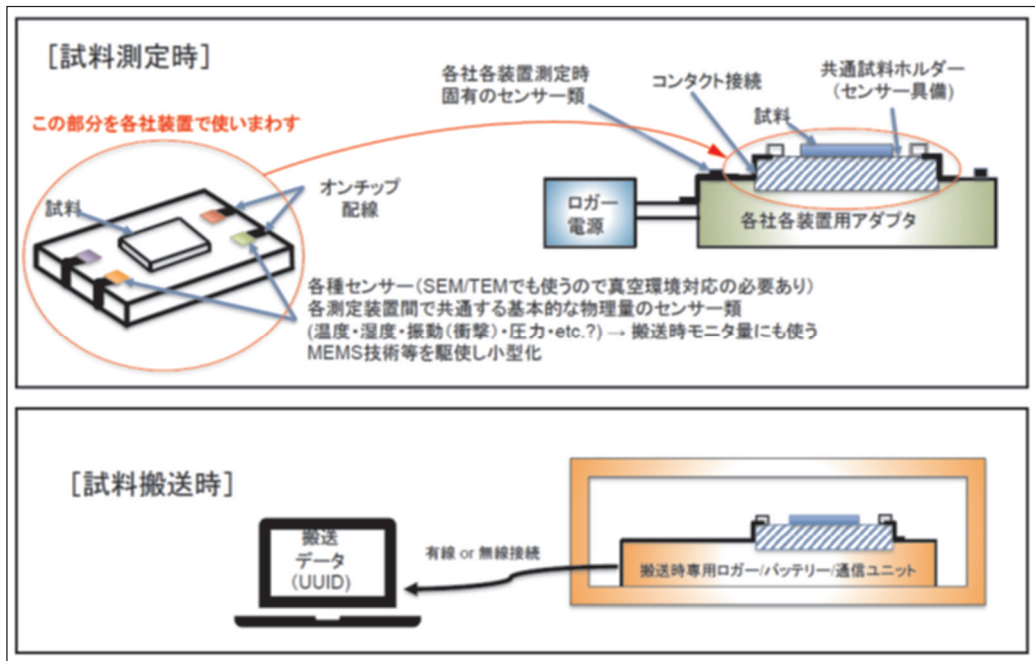 [試料測定時]
この部分を各社装置で使いまわす
試料
オンチップ
配線
各社各装置測定時
固有のセンサー類
コンタクト接続
共通試料ホルダー
(センサー具備)
試料
ロガー
電源
各社各装置用アダプタ
各種センサー(SEM/TEMでも使うので真空環境対応の必要あり)
各測定装置間で共通する基本的な物理量のセンサー類
(温度・湿度・振動(衝撃)・圧力・etc.?) → 搬送時モニタ量にも使う
MEMS技術等を駆使し小型化
[試料搬送時]
搬送
データ
(UUID)
有線 or 無線接続
搬送時専用ロガー/バッテリー/通信ユニット